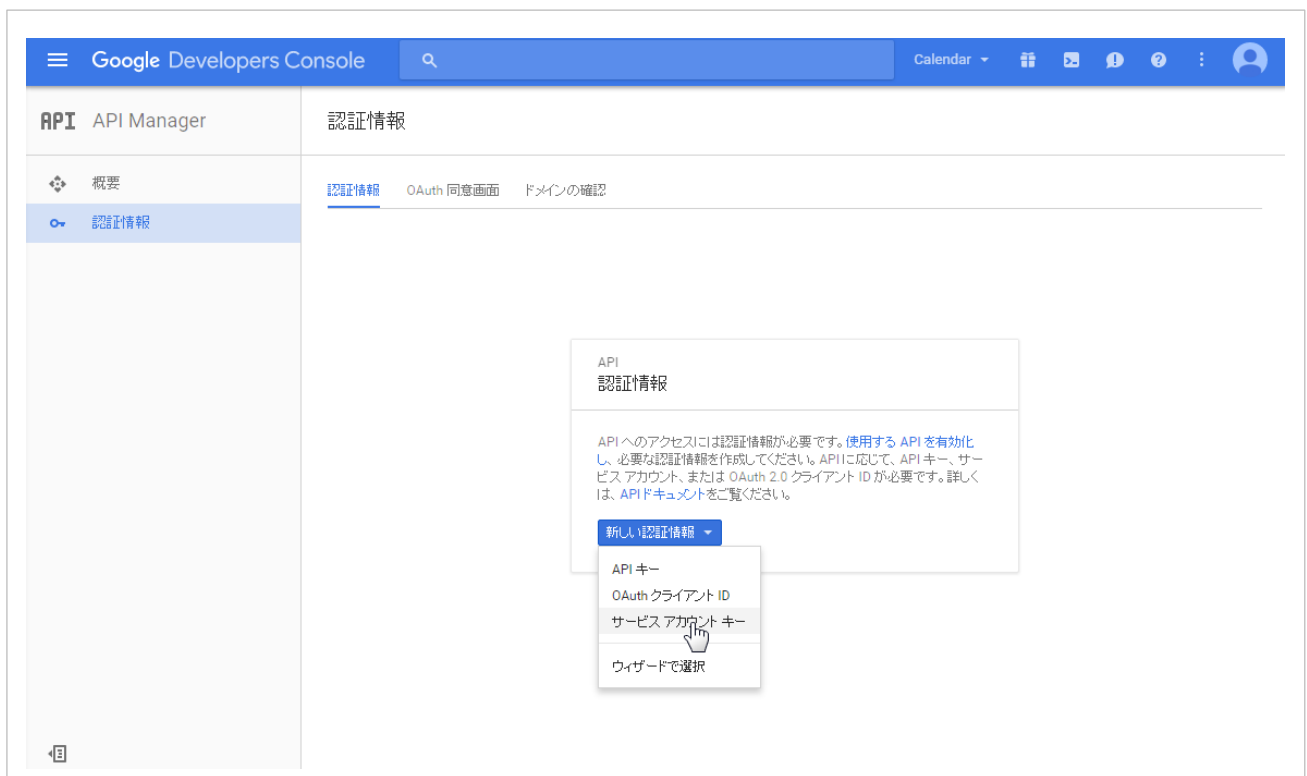 Google Developers Console
Calendar
API API Manager
認証情報
概要
認証情報
認証情報 OAuth 同意画面 ドメインの確認
API
認証情報
API へのアクセスには認証情報が必要です。使用する API を有効化
し、必要な認証情報を作成してください。APIに応じて、API キー、サー
ビス アカウント、または OAuth 2.0 クライアント ID が必要です。詳しく
は、APIドキュメントをご覧ください。
新しい認証情報
API キー
OAuth クライアント ID
サービス アカウント キー
ウィザードで選択